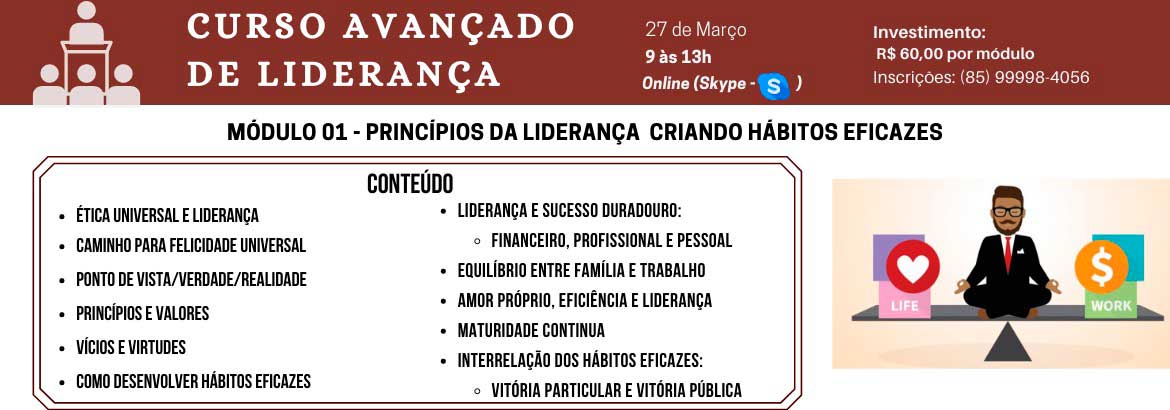 CURSO AVANÇADO
DE LIDERANÇA
27 de Março
9 às 13h
Online (Skype - S )
Investimento:
R$ 60,00 por módulo
Inscrições: (85) 99998-4056
MÓDULO 01 - PRINCÍPIOS DA LIDERANÇA CRIANDO HÁBITOS EFICAZES
CONTEÚDO
• ÉTICA UNIVERSAL E LIDERANÇA
• CAMINHO PARA FELICIDADE UNIVERSAL
• PONTO DE VISTA/VERDADE/REALIDADE
• PRINCÍPIOS E VALORES
• VÍCIOS E VIRTUDES
• COMO DESENVOLVER HÁBITOS EFICAZES
• LIDERANÇA E SUCESSO DURADOURO:
◦ FINANCEIRO, PROFISSIONAL E PESSOAL
• EQUILÍBRIO ENTRE FAMÍLIA E TRABALHO
• AMOR PRÓPRIO, EFICIÊNCIA E LIDERANÇA
• MATURIDADE CONTINUA
• INTERRELAÇÃO DOS HÁBITOS EFICAZES:
◦ VITÓRIA PARTICULAR E VITÓRIA PÚBLICA
LIFE
$
WORK